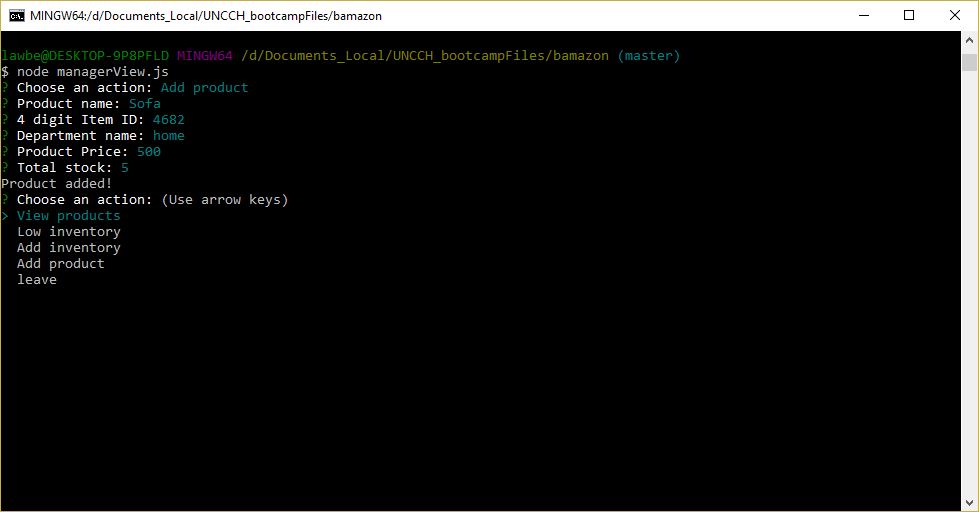 MINGW64:/d/Documents_Local/UNCCH_bootcampFiles/bamazon
lawbe@DESKTOP-9P8PFLD MINGW64 /d/Documents_Local/UNCCH_bootcampFiles/bamazon (master)
$ node managerView.js
? Choose an action: Add product
? Product name: Sofa
? 4 digit Item ID: 4682
? Department name: home
? Product Price: 500
? Total stock: 5
Product added!
? Choose an action: (Use arrow keys)
> View products
Low inventory
Add inventory
Add product
leave